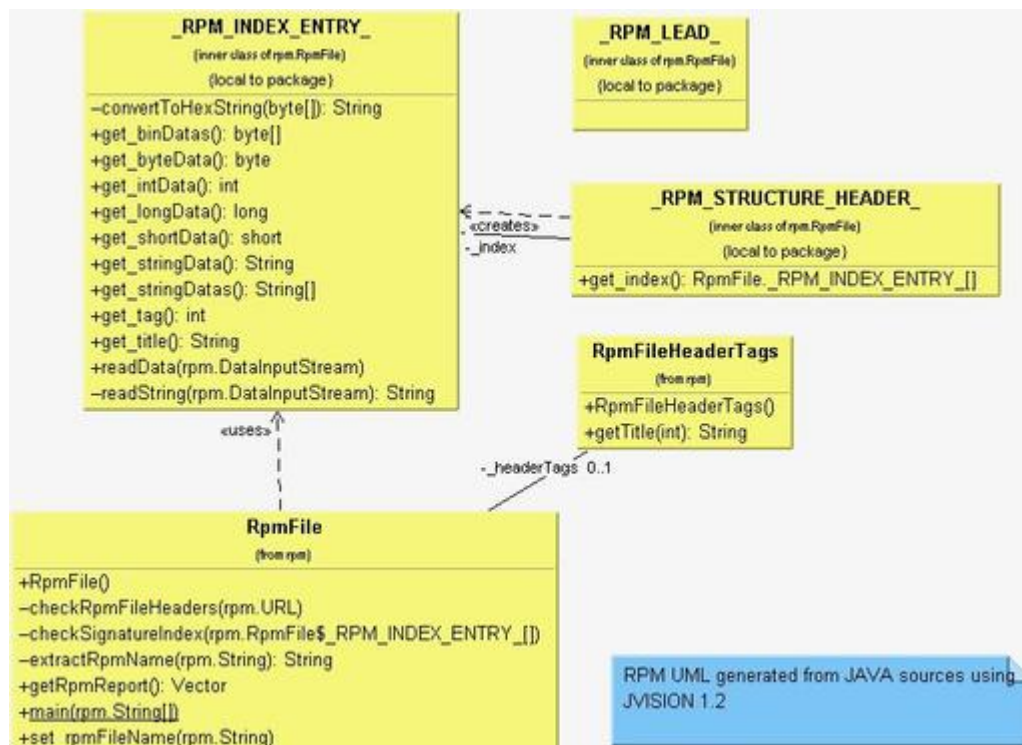 _RPM_INDEX_ENTRY_
(inner class of rpm.RpmFile)
(local to package)
–convertToHexString(byte[]): String
+get_binDatas(): byte[]
+get_byteData(): byte
+get_intData(): int
+get_longData(): long
+get_shortData(): short
+get_stringData(): String
+get_stringDatas(): String[]
+get_tag(): int
+get_title(): String
+readData(rpm.DataInputStream)
–readString(rpm.DataInputStream): String
_RPM_LEAD_
(inner class of rpm.RpmFile)
(local to package)
«creates»
-_index
_RPM_STRUCTURE_HEADER_
(inner class of rpm.RpmFile)
(local to package)
+get_index(): RpmFile._RPM_INDEX_ENTRY_[]
RpmFileHeaderTags
(from rpm)
+RpmFileHeaderTags()
+getTitle(int): String
«uses»
-_headerTags 0..1
RpmFile
(from rpm)
+RpmFile()
–checkRpmFileHeaders(rpm.URL)
–checkSignatureIndex(rpm.RpmFile$_RPM_INDEX_ENTRY_[])
–extractRpmName(rpm.String): String
+getRpmReport(): Vector
+main(rpm.String[])
+set_rpmFileName(rpm.String)
RPM UML generated from JAVA sources using
JVISION 1.2